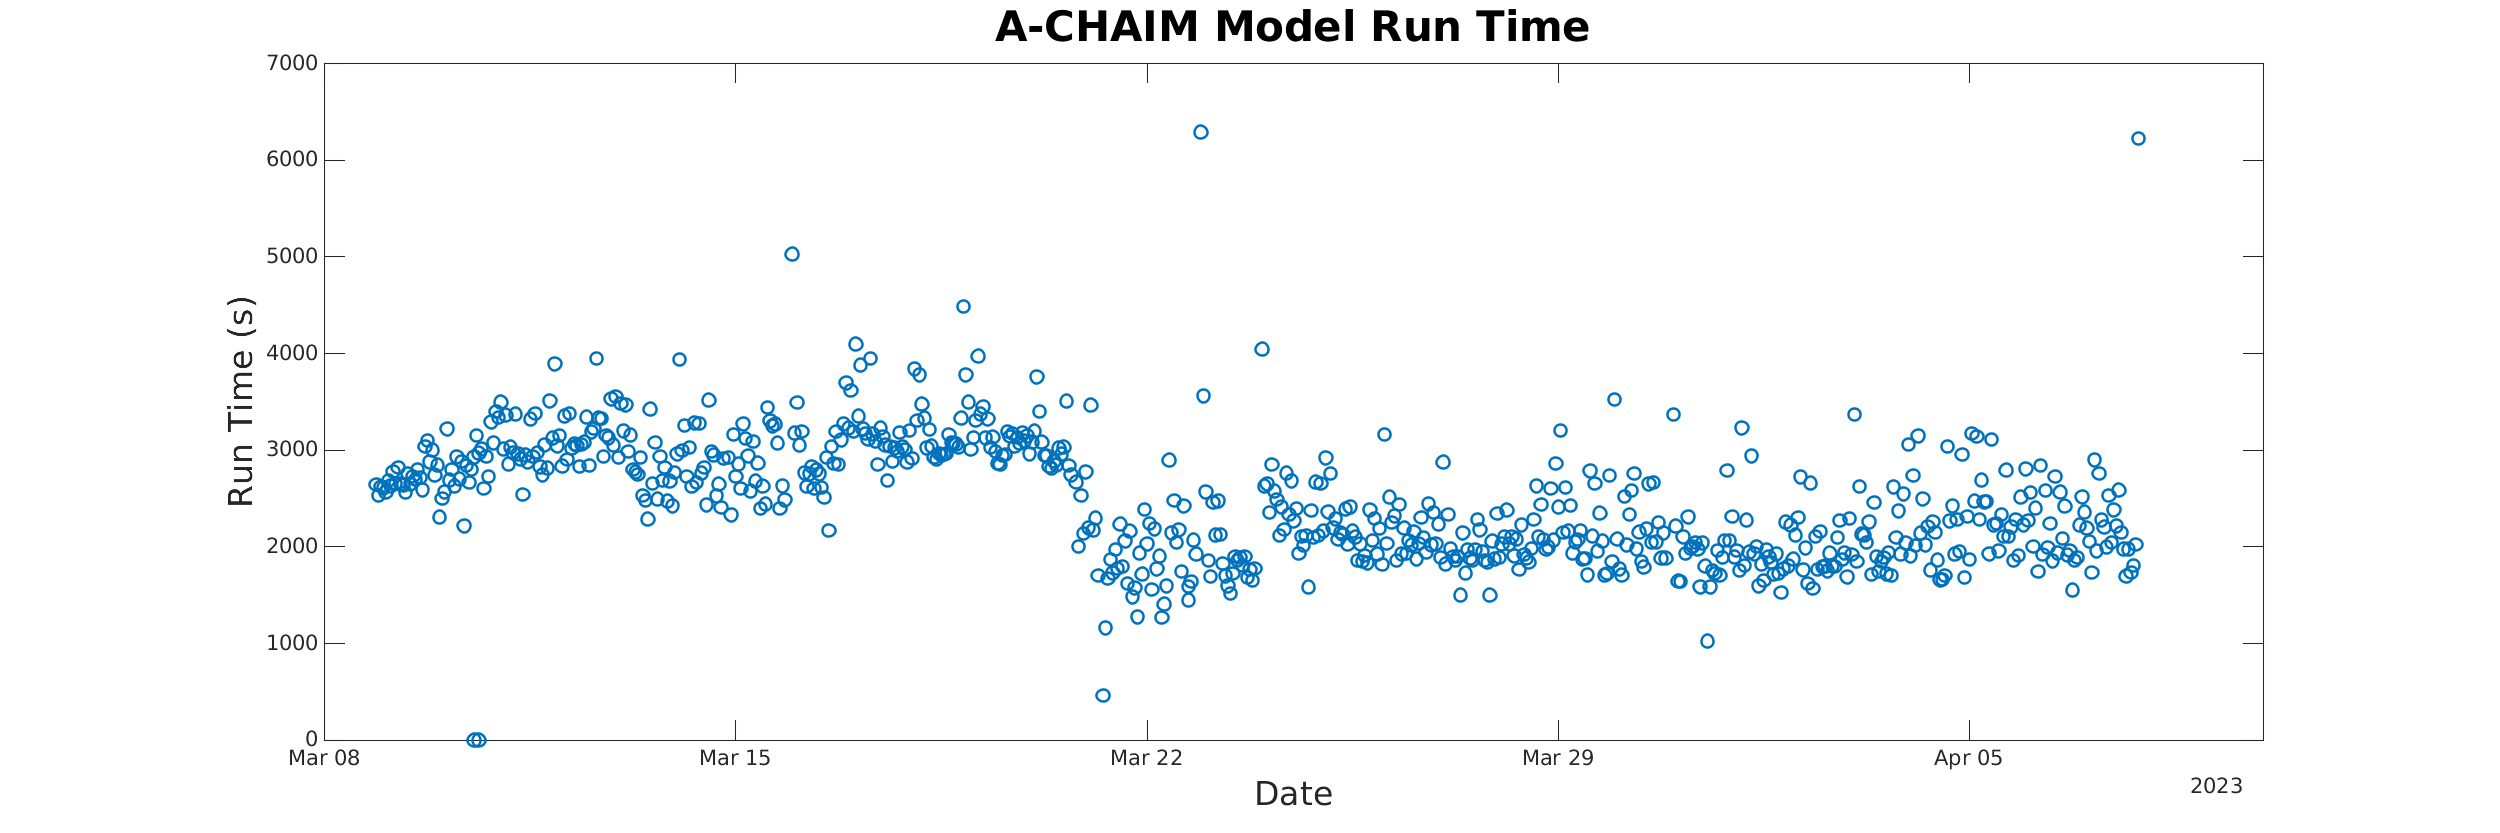 A-CHAIM Model Run Time
7000
6000
5000
4000
3000
2000
1000
0
Run Time (s)
Mar 08
Mar 15
Mar 22
Mar 29
Apr 05
2023
Date